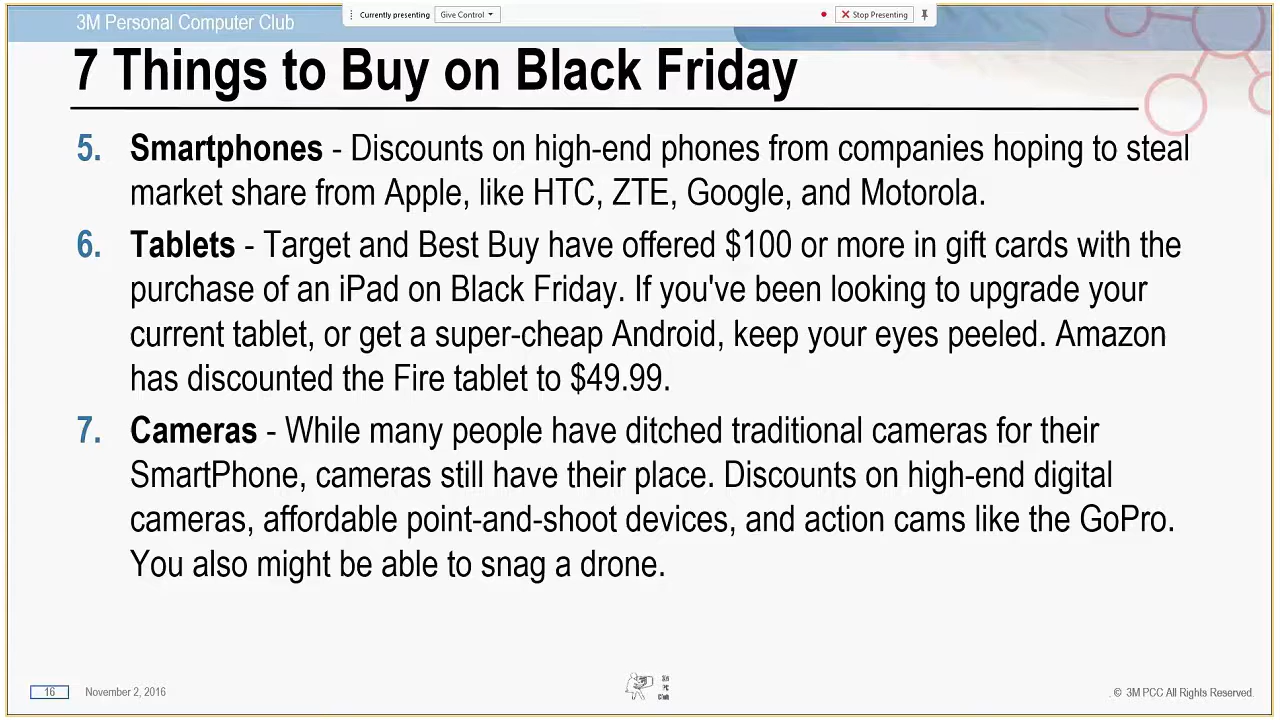 3M Personal Computer Club
Currently presenting
Give Control
Stop Presenting
7 Things to Buy on Black Friday
5. Smartphones - Discounts on high-end phones from companies hoping to steal
market share from Apple, like HTC, ZTE, Google, and Motorola.
6. Tablets - Target and Best Buy have offered $100 or more in gift cards with the
purchase of an iPad on Black Friday. If you've been looking to upgrade your
current tablet, or get a super-cheap Android, keep your eyes peeled. Amazon
has discounted the Fire tablet to $49.99.
7. Cameras - While many people have ditched traditional cameras for their
SmartPhone, cameras still have their place. Discounts on high-end digital
cameras, affordable point-and-shoot devices, and action cams like the GoPro.
You also might be able to snag a drone.
16
November 2, 2016
3M
PC
Club
. © 3M PCC All Rights Reserved.